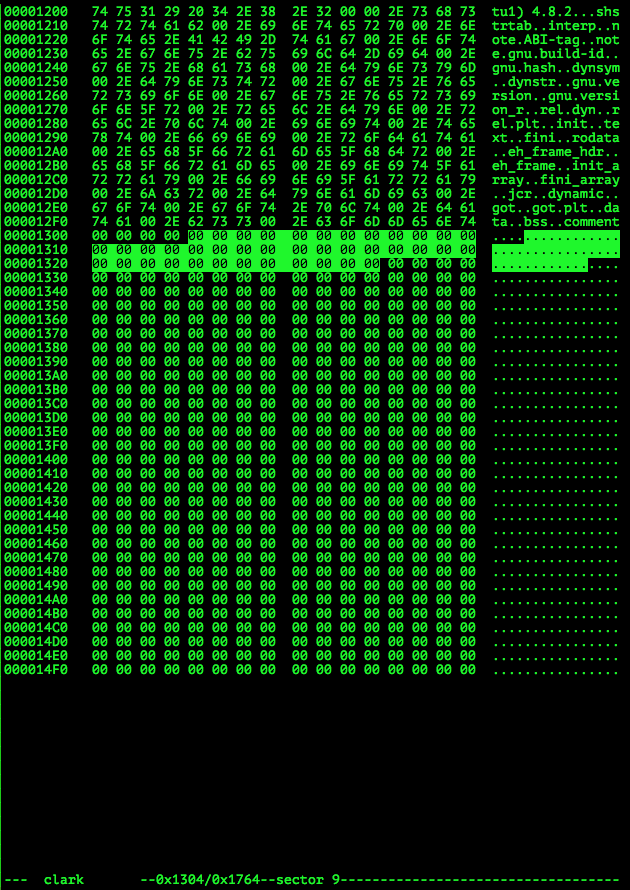 00001200 74 75 31 29 20 34 2E 38 2E 32 00 00 2E 73 68 73 tu1) 4.8.2...shs
00001210 74 72 74 61 62 00 2E 69 6E 74 65 72 70 00 2E 6E trtab..interp..n
00001220 6F 74 65 2E 41 42 49 2D 74 61 67 00 2E 6E 6F 74 ote.ABI-tag..not
00001230 65 2E 67 6E 75 2E 62 75 69 6C 64 2D 69 64 00 2E e.gnu.build-id..
00001240 67 6E 75 2E 68 61 73 68 00 2E 64 79 6E 73 79 6D gnu.hash..dynsym
00001250 00 2E 64 79 6E 73 74 72 00 2E 67 6E 75 2E 76 65 ..dynstr..gnu.ve
00001260 72 73 69 6F 6E 00 2E 67 6E 75 2E 76 65 72 73 69 rsion..gnu.versi
00001270 6F 6E 5F 72 00 2E 72 65 6C 2E 64 79 6E 00 2E 72 on_r..rel.dyn..r
00001280 65 6C 2E 70 6C 74 00 2E 69 6E 69 74 00 2E 74 65 el.plt..init..te
00001290 78 74 00 2E 66 69 6E 69 00 2E 72 6F 64 61 74 61 xt..fini..rodata
000012A0 00 2E 65 68 5F 66 72 61 6D 65 5F 68 64 72 00 2E ..eh_frame_hdr..
000012B0 65 68 5F 66 72 61 6D 65 00 2E 69 6E 69 74 5F 61 eh_frame..init_a
000012C0 72 72 61 79 00 2E 66 69 6E 69 5F 61 72 72 61 79 rray..fini_array
000012D0 00 2E 6A 63 72 00 2E 64 79 6E 61 6D 69 63 00 2E ..jcr..dynamic..
000012E0 67 6F 74 00 2E 67 6F 74 2E 70 6C 74 00 2E 64 61 got..got.plt..da
000012F0 74 61 00 2E 62 73 73 00 2E 63 6F 6D 6D 65 6E 74 ta..bss..comment
00001300 00 00 00 00 00 00 00 00 00 00 00 00 00 00 00 00 ................
00001310 00 00 00 00 00 00 00 00 00 00 00 00 00 00 00 00 ................
00001320 00 00 00 00 00 00 00 00 00 00 00 00 00 00 00 00 ................
00001330 00 00 00 00 00 00 00 00 00 00 00 00 00 00 00 00 ................
00001340 00 00 00 00 00 00 00 00 00 00 00 00 00 00 00 00 ................
00001350 00 00 00 00 00 00 00 00 00 00 00 00 00 00 00 00 ................
00001360 00 00 00 00 00 00 00 00 00 00 00 00 00 00 00 00 ................
00001370 00 00 00 00 00 00 00 00 00 00 00 00 00 00 00 00 ................
00001380 00 00 00 00 00 00 00 00 00 00 00 00 00 00 00 00 ................
00001390 00 00 00 00 00 00 00 00 00 00 00 00 00 00 00 00 ................
000013A0 00 00 00 00 00 00 00 00 00 00 00 00 00 00 00 00 ................
000013B0 00 00 00 00 00 00 00 00 00 00 00 00 00 00 00 00 ................
000013C0 00 00 00 00 00 00 00 00 00 00 00 00 00 00 00 00 ................
000013D0 00 00 00 00 00 00 00 00 00 00 00 00 00 00 00 00 ................
000013E0 00 00 00 00 00 00 00 00 00 00 00 00 00 00 00 00 ................
000013F0 00 00 00 00 00 00 00 00 00 00 00 00 00 00 00 00 ................
00001400 00 00 00 00 00 00 00 00 00 00 00 00 00 00 00 00 ................
00001410 00 00 00 00 00 00 00 00 00 00 00 00 00 00 00 00 ................
00001420 00 00 00 00 00 00 00 00 00 00 00 00 00 00 00 00 ................
00001430 00 00 00 00 00 00 00 00 00 00 00 00 00 00 00 00 ................
00001440 00 00 00 00 00 00 00 00 00 00 00 00 00 00 00 00 ................
00001450 00 00 00 00 00 00 00 00 00 00 00 00 00 00 00 00 ................
00001460 00 00 00 00 00 00 00 00 00 00 00 00 00 00 00 00 ................
00001470 00 00 00 00 00 00 00 00 00 00 00 00 00 00 00 00 ................
00001480 00 00 00 00 00 00 00 00 00 00 00 00 00 00 00 00 ................
00001490 00 00 00 00 00 00 00 00 00 00 00 00 00 00 00 00 ................
000014A0 00 00 00 00 00 00 00 00 00 00 00 00 00 00 00 00 ................
000014B0 00 00 00 00 00 00 00 00 00 00 00 00 00 00 00 00 ................
000014C0 00 00 00 00 00 00 00 00 00 00 00 00 00 00 00 00 ................
000014D0 00 00 00 00 00 00 00 00 00 00 00 00 00 00 00 00 ................
000014E0 00 00 00 00 00 00 00 00 00 00 00 00 00 00 00 00 ................
000014F0 00 00 00 00 00 00 00 00 00 00 00 00 00 00 00 00 ................
--- clark --0x1304/0x1764--sector 9-----------------------------------